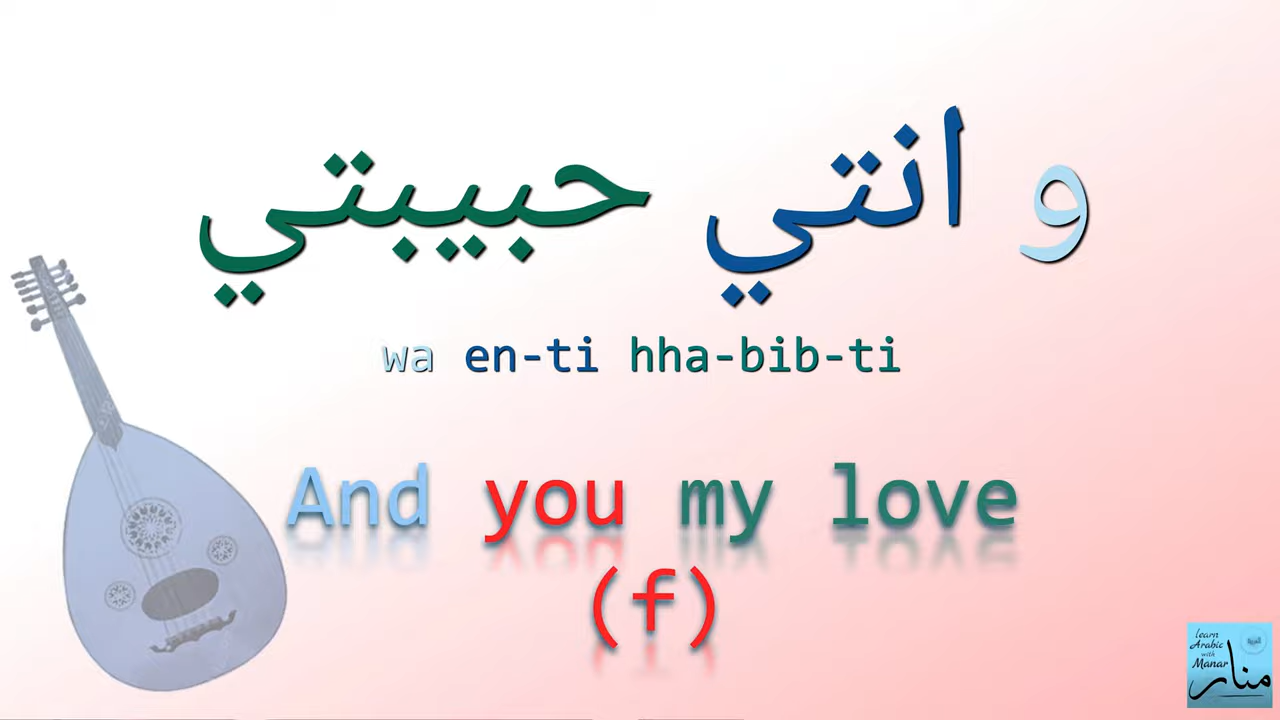 و انتي حبيبتي
wa en-ti hha-bib-ti
And you my love
(f)
learn
Arabic
with
Manar
منار